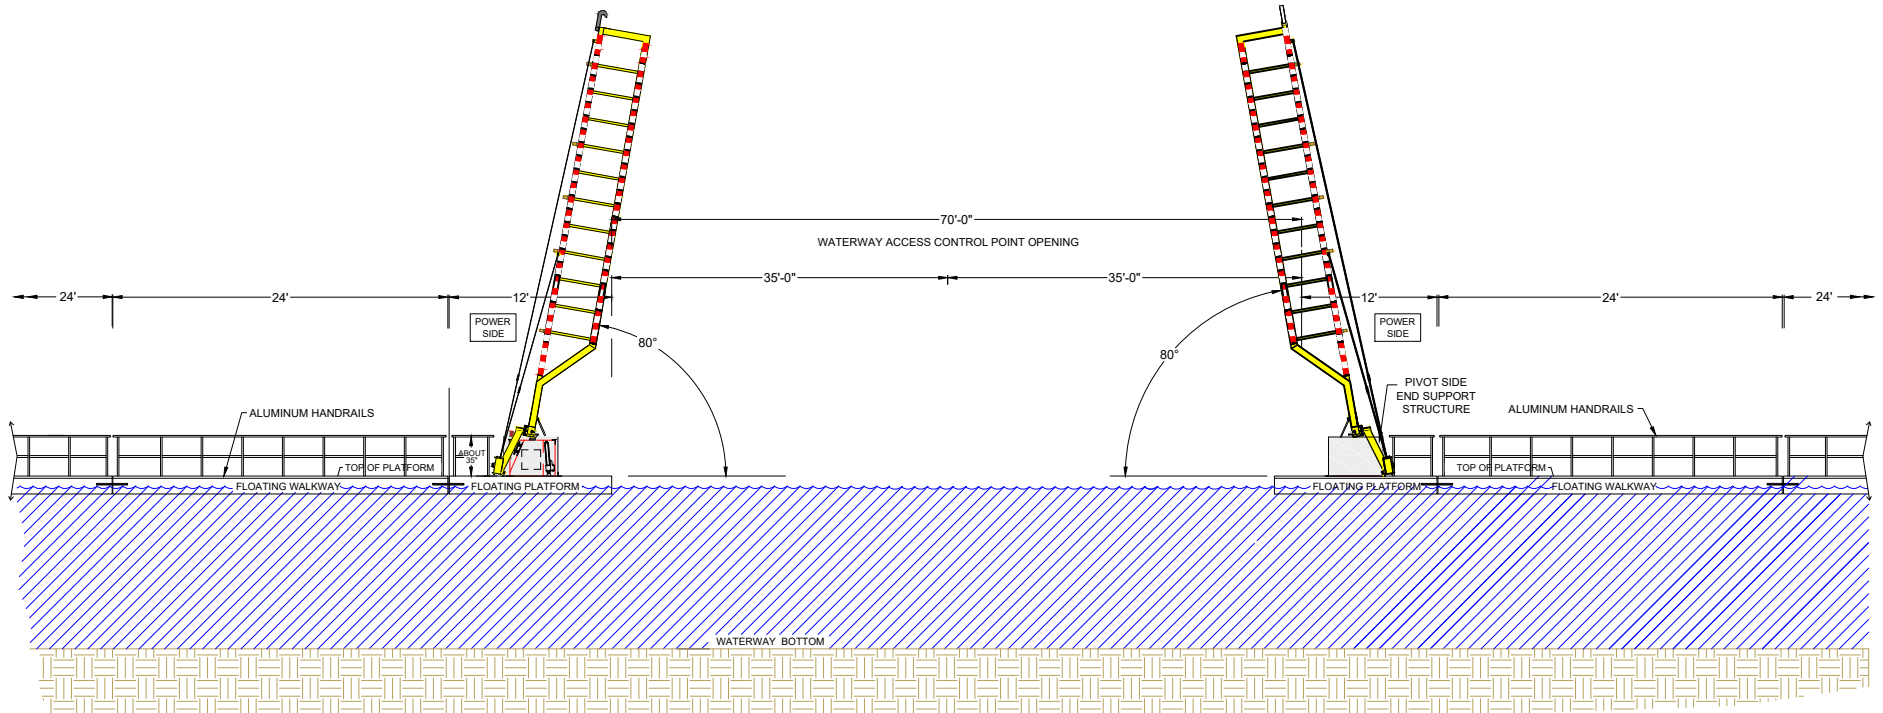 70'-0"
WATERWAY ACCESS CONTROL POINT OPENING
35'-0"
35'-0"
24'
24'
12'
12'
24'
24'
POWER
SIDE
POWER
SIDE
80°
80°
PIVOT SIDE
END SUPPORT
STRUCTURE
ALUMINUM HANDRAILS
ALUMINUM HANDRAILS
ABOUT
35"
TOP OF PLATFORM
TOP OF PLATFORM
FLOATING WALKWAY
FLOATING PLATFORM
FLOATING PLATFORM
FLOATING WALKWAY
WATERWAY BOTTOM